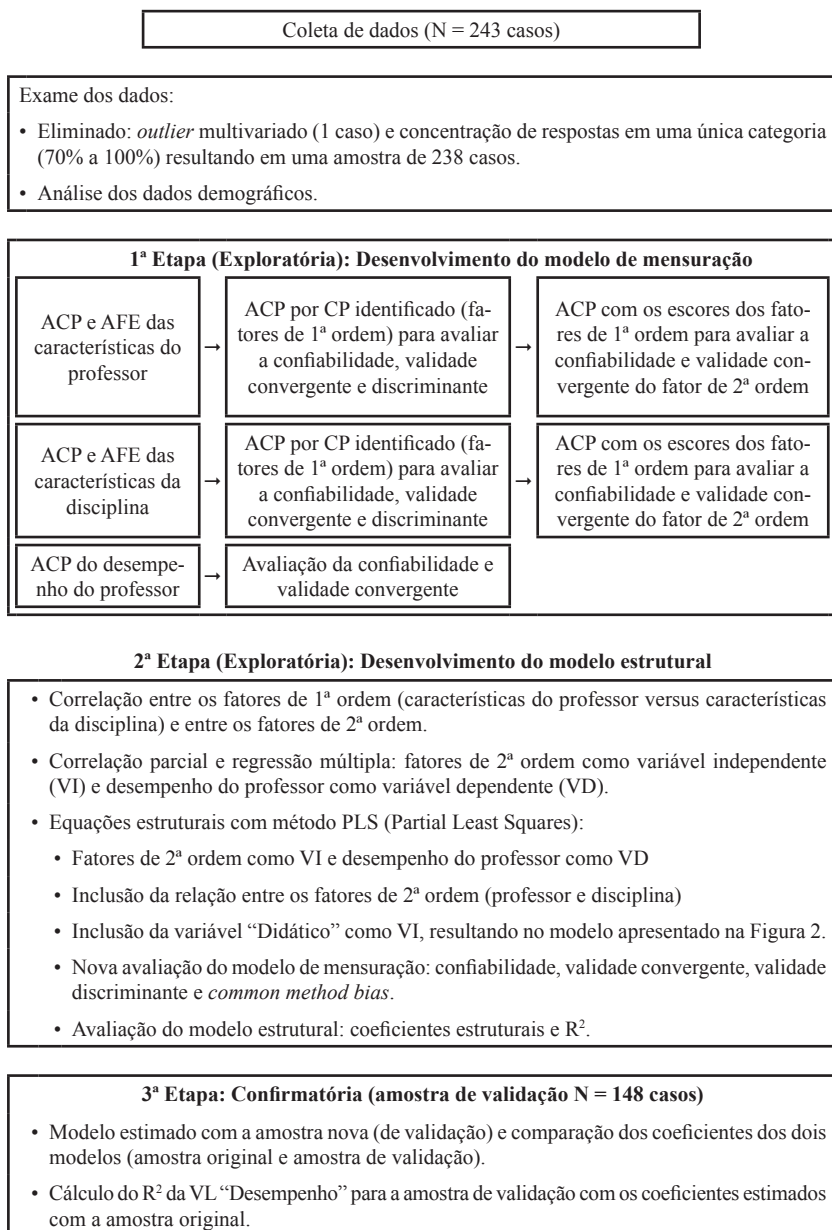 Coleta de dados (N = 243 casos)
Exame dos dados:
• Eliminado: outlier multivariado (1 caso) e concentração de respostas em uma única categoria
(70% a 100%) resultando em uma amostra de 238 casos.
• Análise dos dados demográficos.
1ª Etapa (Exploratória): Desenvolvimento do modelo de mensuração
ACP e AFE das
características do
professor
→
ACP por CP identificado (fa-
tores de 1ª ordem) para avaliar
a confiabilidade, validade
convergente e discriminante
→
ACP com os escores dos fato-
res de 1ª ordem para avaliar a
confiabilidade e validade con-
vergente do fator de 2ª ordem
ACP e AFE das
características da
disciplina
→
ACP por CP identificado (fa-
tores de 1ª ordem) para avaliar
a confiabilidade, validade
convergente e discriminante
→
ACP com os escores dos fato-
res de 1ª ordem para avaliar a
confiabilidade e validade con-
vergente do fator de 2ª ordem
ACP do desempe-
nho do professor
→
Avaliação da confiabilidade e
validade convergente
2ª Etapa (Exploratória): Desenvolvimento do modelo estrutural
• Correlação entre os fatores de 1ª ordem (características do professor versus características
da disciplina) e entre os fatores de 2ª ordem.
• Correlação parcial e regressão múltipla: fatores de 2ª ordem como variável independente
(VI) e desempenho do professor como variável dependente (VD).
• Equações estruturais com método PLS (Partial Least Squares):
• Fatores de 2ª ordem como VI e desempenho do professor como VD
• Inclusão da relação entre os fatores de 2ª ordem (professor e disciplina)
• Inclusão da variável “Didático” como VI, resultando no modelo apresentado na Figura 2.
• Nova avaliação do modelo de mensuração: confiabilidade, validade convergente, validade
discriminante e common method bias.
• Avaliação do modelo estrutural: coeficientes estruturais e R².
3ª Etapa: Confirmatória (amostra de validação N = 148 casos)
• Modelo estimado com a amostra nova (de validação) e comparação dos coeficientes dos dois
modelos (amostra original e amostra de validação).
• Cálculo do R² da VL “Desempenho” para a amostra de validação com os coeficientes estimados
com a amostra original.